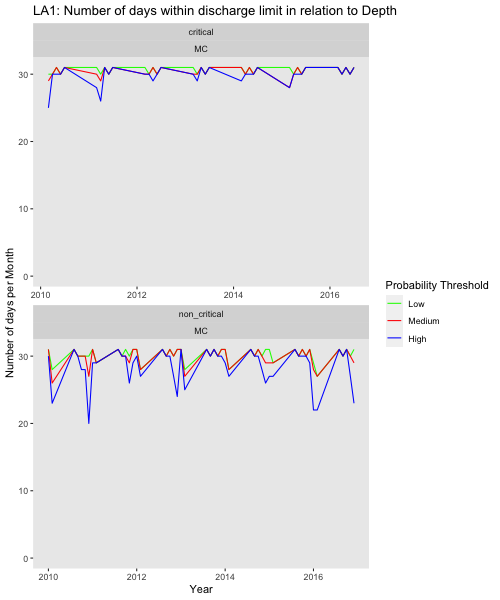 LA1: Number of days within discharge limit in relation to Depth
critical
MC
30
20
10
0
2010 2012 2014 2016
non_critical
MC
30
20
10
0
2010 2012 2014 2016
Year
Number of days per Month
Probability Threshold
Low
Medium
High